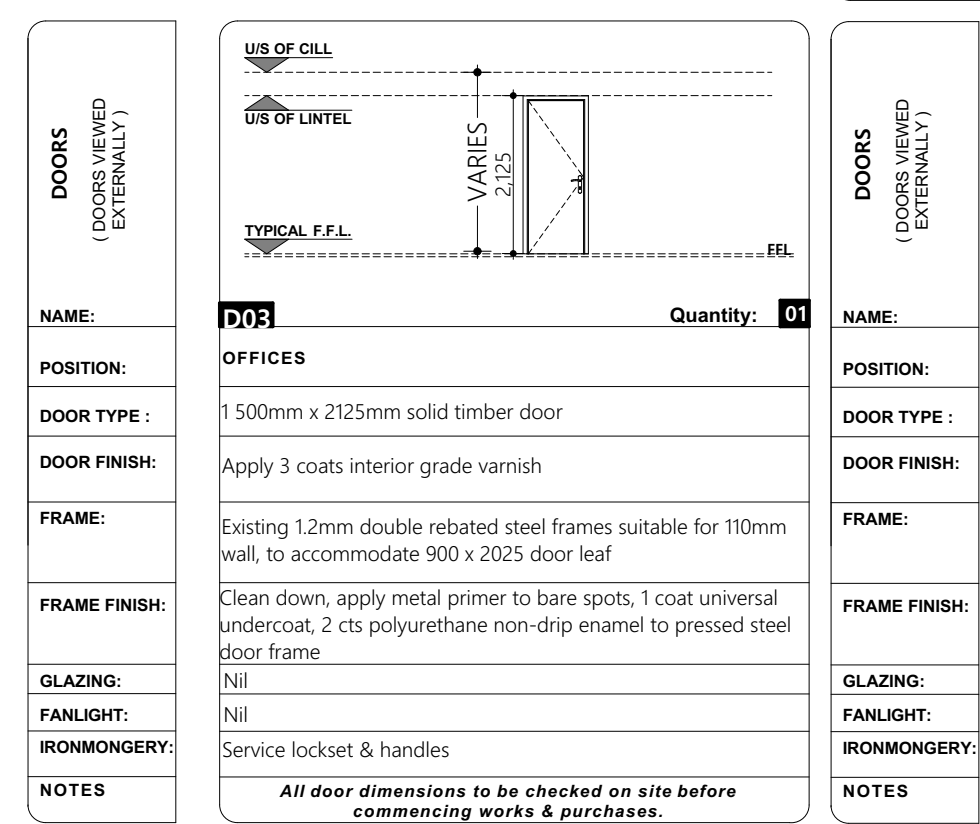 DOORS
( DOORS VIEWED
EXTERNALLY )
U/S OF CILL
U/S OF LINTEL
VARIES
2,125
TYPICAL F.F.L.
FFL
DOORS
( DOORS VIEWED
EXTERNALLY )
NAME:
D03
Quantity: 01
NAME:
POSITION:
OFFICES
POSITION:
DOOR TYPE :
1 500mm x 2125mm solid timber door
DOOR TYPE :
DOOR FINISH:
Apply 3 coats interior grade varnish
DOOR FINISH:
FRAME:
Existing 1.2mm double rebated steel frames suitable for 110mm
wall, to accommodate 900 x 2025 door leaf
FRAME:
FRAME FINISH:
Clean down, apply metal primer to bare spots, 1 coat universal
undercoat, 2 cts polyurethane non-drip enamel to pressed steel
door frame
FRAME FINISH:
GLAZING:
Nil
GLAZING:
FANLIGHT:
Nil
FANLIGHT:
IRONMONGERY:
Service lockset & handles
IRONMONGERY:
NOTES
All door dimensions to be checked on site before
commencing works & purchases.
NOTES